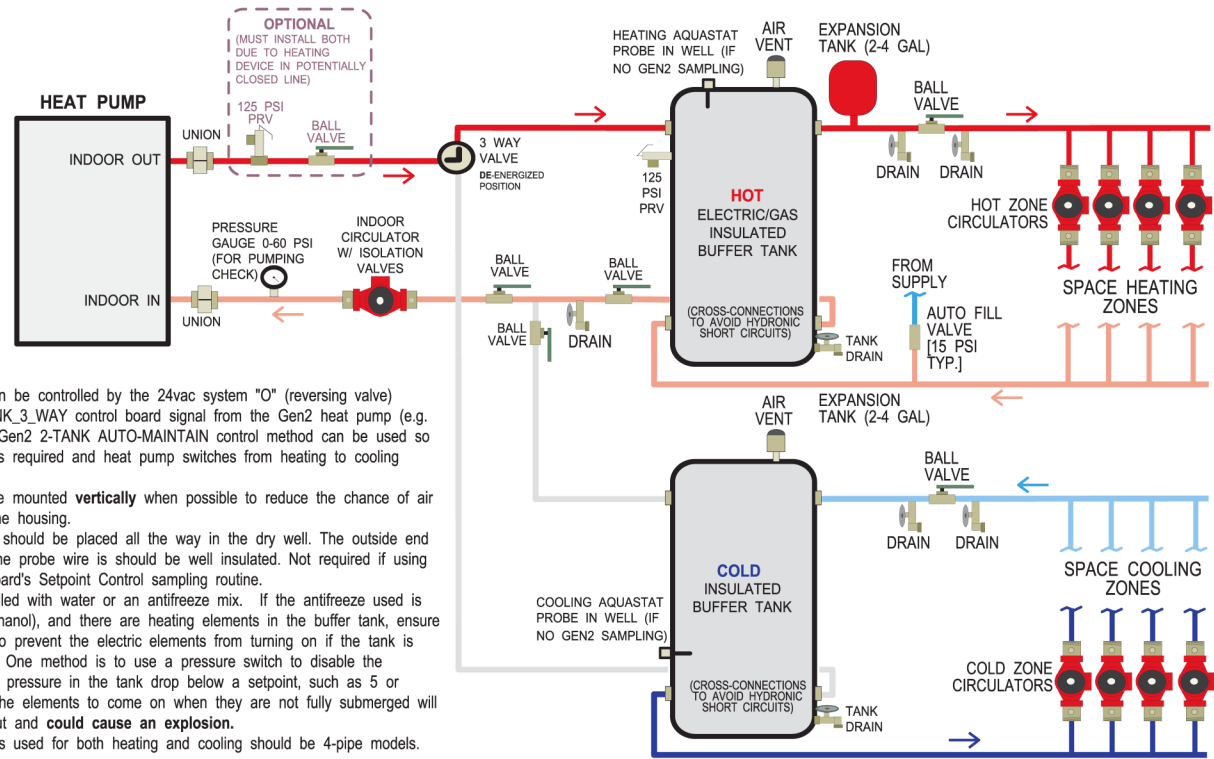 OPTIONAL
(MUST INSTALL BOTH
DUE TO HEATING
DEVICE IN POTENTIALLY
CLOSED LINE)
125 PSI
PRV
BALL
VALVE
HEAT PUMP
INDOOR OUT
UNION
3 WAY
VALVE
DE-ENERGIZED
POSITION
HEATING AQUASTAT
PROBE IN WELL (IF
NO GEN2 SAMPLING)
AIR
VENT
EXPANSION
TANK (2-4 GAL)
BALL
VALVE
DRAIN
DRAIN
125
PSI
PRV
HOT
ELECTRIC/GAS
INSULATED
BUFFER TANK
(CROSS-CONNECTIONS
TO AVOID HYDRONIC
SHORT CIRCUITS)
TANK
DRAIN
HOT ZONE
CIRCULATORS
SPACE HEATING
ZONES
FROM
SUPPLY
AUTO FILL
VALVE
[15 PSI
TYP.]
PRESSURE
GAUGE 0-60 PSI
(FOR PUMPING
CHECK)
INDOOR
CIRCULATOR
W/ ISOLATION
VALVES
INDOOR IN
UNION
BALL
VALVE
BALL
VALVE
BALL
VALVE
DRAIN
AIR
VENT
EXPANSION
TANK (2-4 GAL)
BALL
VALVE
DRAIN
DRAIN
SPACE COOLING
ZONES
COLD
INSULATED
BUFFER TANK
COOLING AQUASTAT
PROBE IN WELL (IF
NO GEN2 SAMPLING)
(CROSS-CONNECTIONS
TO AVOID HYDRONIC
SHORT CIRCUITS)
TANK
DRAIN
COLD ZONE
CIRCULATORS
n be controlled by the 24vac system "O" (reversing valve)
NK_3_WAY control board signal from the Gen2 heat pump (e.g.
Gen2 2-TANK AUTO-MAINTAIN control method can be used so
s required and heat pump switches from heating to cooling
e mounted vertically when possible to reduce the chance of air
ne housing.
should be placed all the way in the dry well. The outside end
ne probe wire is should be well insulated. Not required if using
oard's Setpoint Control sampling routine.
lled with water or an antifreeze mix. If the antifreeze used is
hanol), and there are heating elements in the buffer tank, ensure
o prevent the electric elements from turning on if the tank is
One method is to use a pressure switch to disable the
pressure in the tank drop below a setpoint, such as 5 or
he elements to come on when they are not fully submerged will
ut and could cause an explosion.
s used for both heating and cooling should be 4-pipe models.